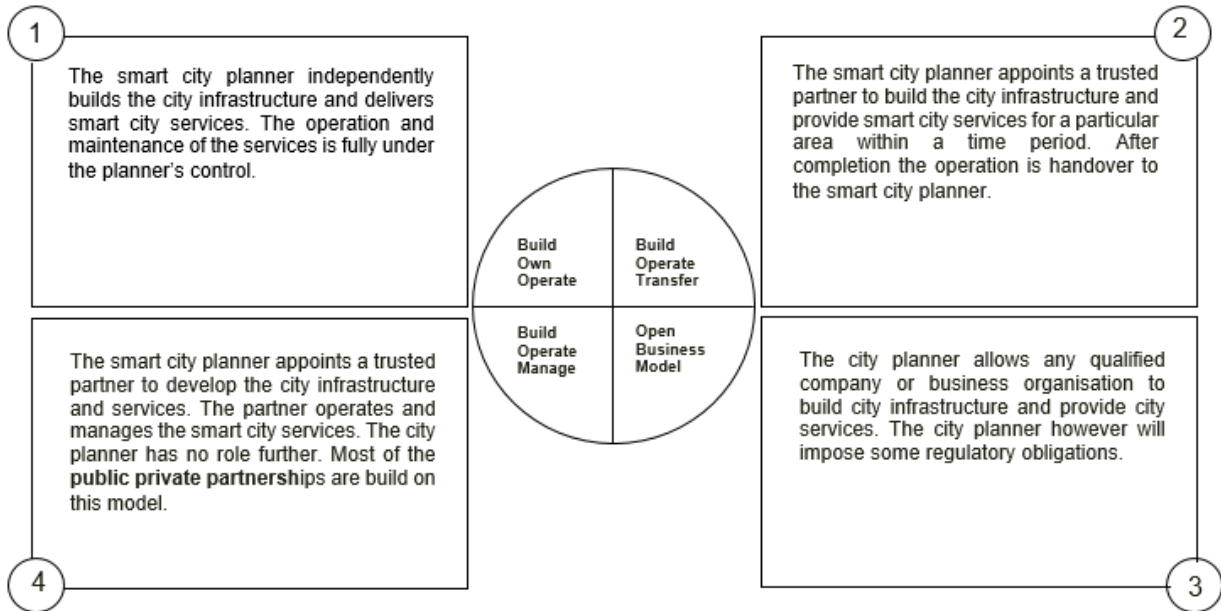 1
The smart city planner independently
builds the city infrastructure and delivers
smart city services. The operation and
maintenance of the services is fully under
the planner's control.
2
The smart city planner appoints a trusted
partner to build the city infrastructure and
provide smart city services for a particular
area within a time period. After
completion the operation is handover to
the smart city planner.
Build
Own
Operate
Build
Operate
Transfer
Build
Operate
Manage
Open
Business
Model
The smart city planner appoints a trusted
partner to develop the city infrastructure
and services. The partner operates and
manages the smart city services. The city
planner has no role further. Most of the
public private partnerships are build on
this model.
4
The city planner allows any qualified
company or business organisation to
build city infrastructure and provide city
services. The city planner however will
impose some regulatory obligations.
3